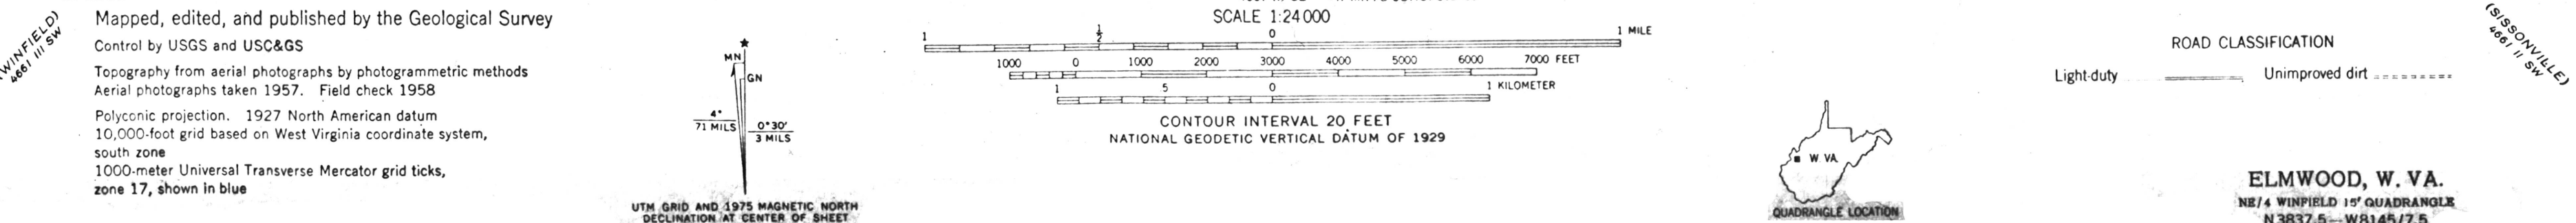 (WINFIELD)
4661 III SW
Mapped, edited, and published by the Geological Survey
Control by USGS and USC&GS
Topography from aerial photographs by photogrammetric methods
Aerial photographs taken 1957. Field check 1958
Polyconic projection. 1927 North American datum
10,000-foot grid based on West Virginia coordinate system,
south zone
1000-meter Universal Transverse Mercator grid ticks,
zone 17, shown in blue
MN
GN
4°
71 MILS
0°30'
3 MILS
UTM GRID AND 1975 MAGNETIC NORTH
DECLINATION AT CENTER OF SHEET
SCALE 1:24 000
1 ½ 0 1 MILE
1000 0 1000 2000 3000 4000 5000 6000 7000 FEET
1 5 0 1 KILOMETER
CONTOUR INTERVAL 20 FEET
NATIONAL GEODETIC VERTICAL DATUM OF 1929
W VA
QUADRANGLE LOCATION
ROAD CLASSIFICATION
Light-duty Unimproved dirt
(SISSONVILLE)
4661 II SW
ELMWOOD, W. VA.
NE/4 WINFIELD 15' QUADRANGLE
N3837.5—W8145/7.5